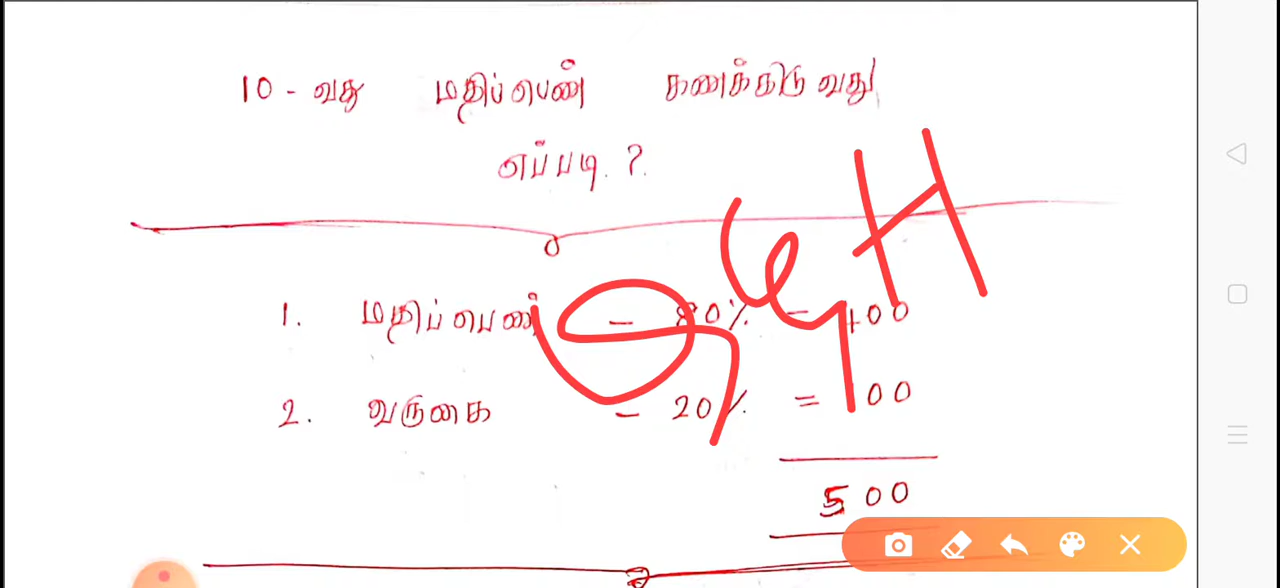 10 - வது மதிப்பெண் கணக்கிடுவது
எப்படி. ?
1. மதிப்பெண் - 80% = 400
2. வருகை - 20% = 100
500